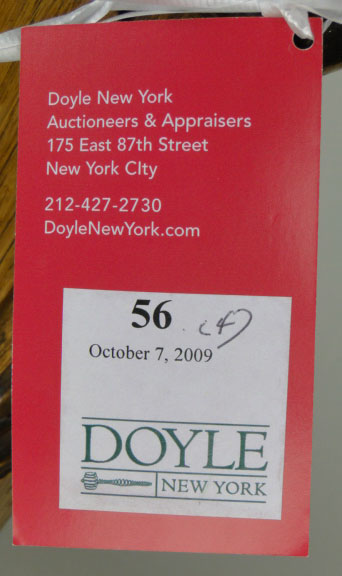 Doyle New York
Auctioneers & Appraisers
175 East 87th Street
New York CIty
212-427-2730
DoyleNewYork.com
56 (4)
October 7, 2009
DOYLE
NEW YORK